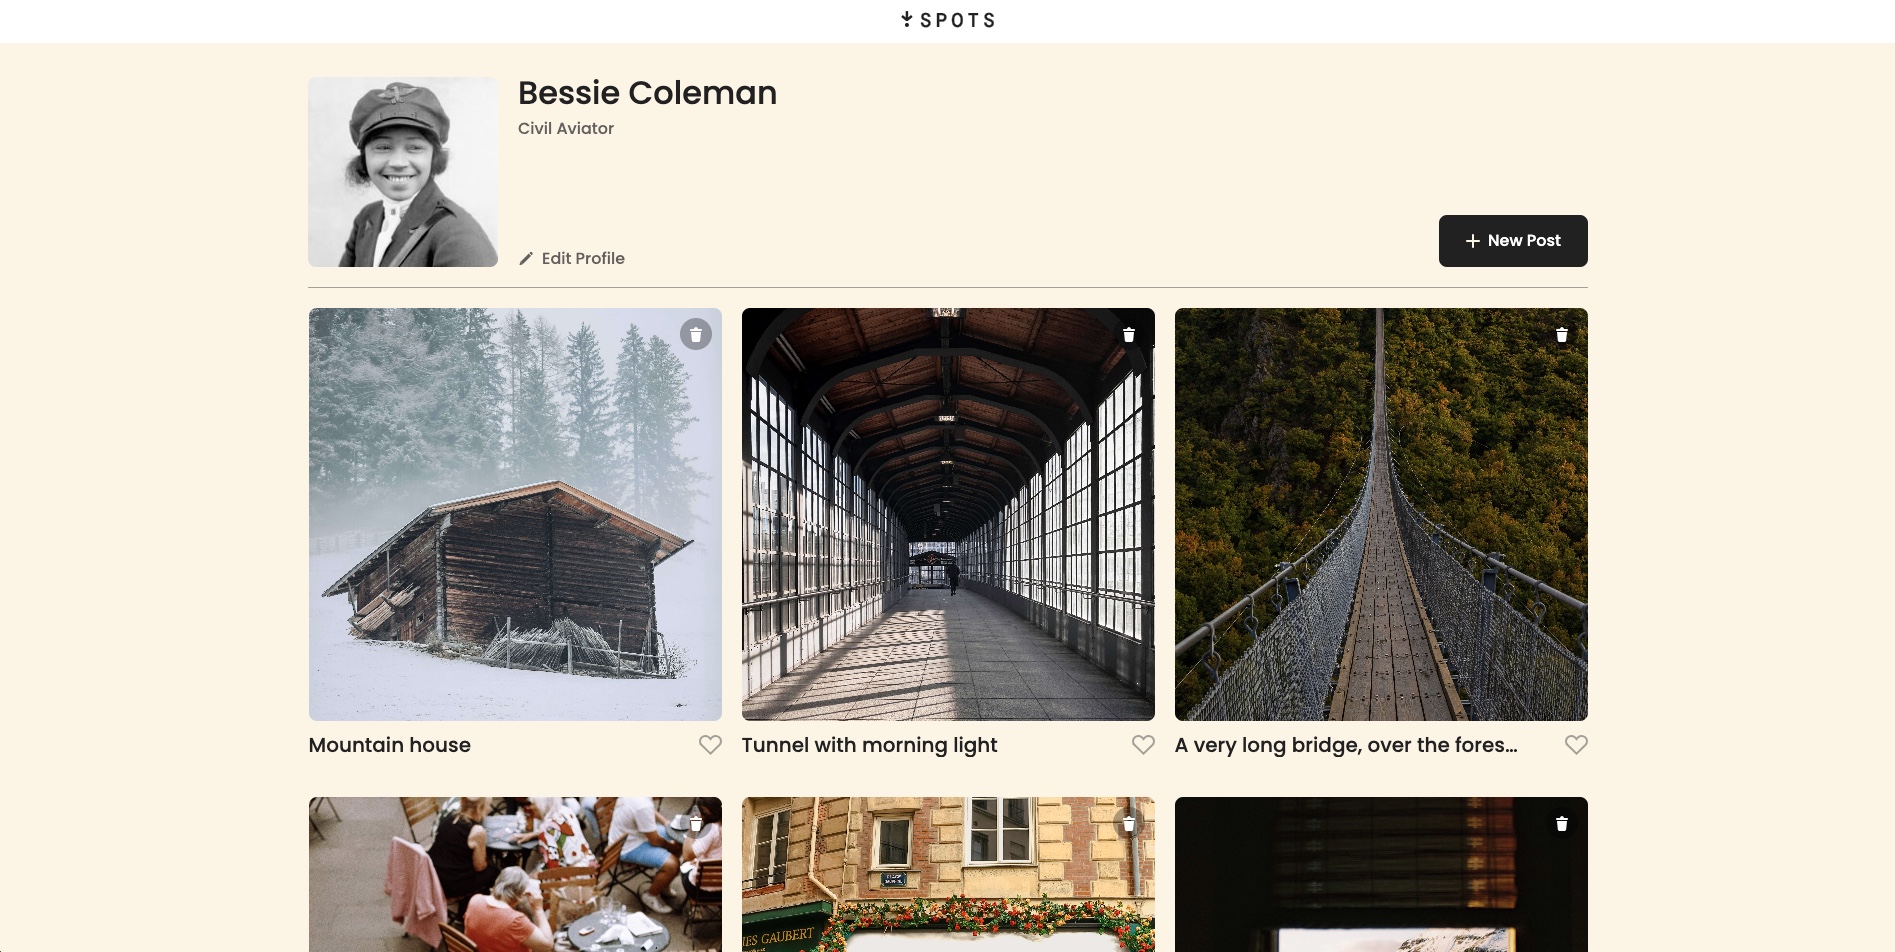 SPOTS
Bessie Coleman
Civil Aviator
Edit Profile
New Post
Mountain house
Tunnel with morning light
A very long bridge, over the fores...
GAUBERT